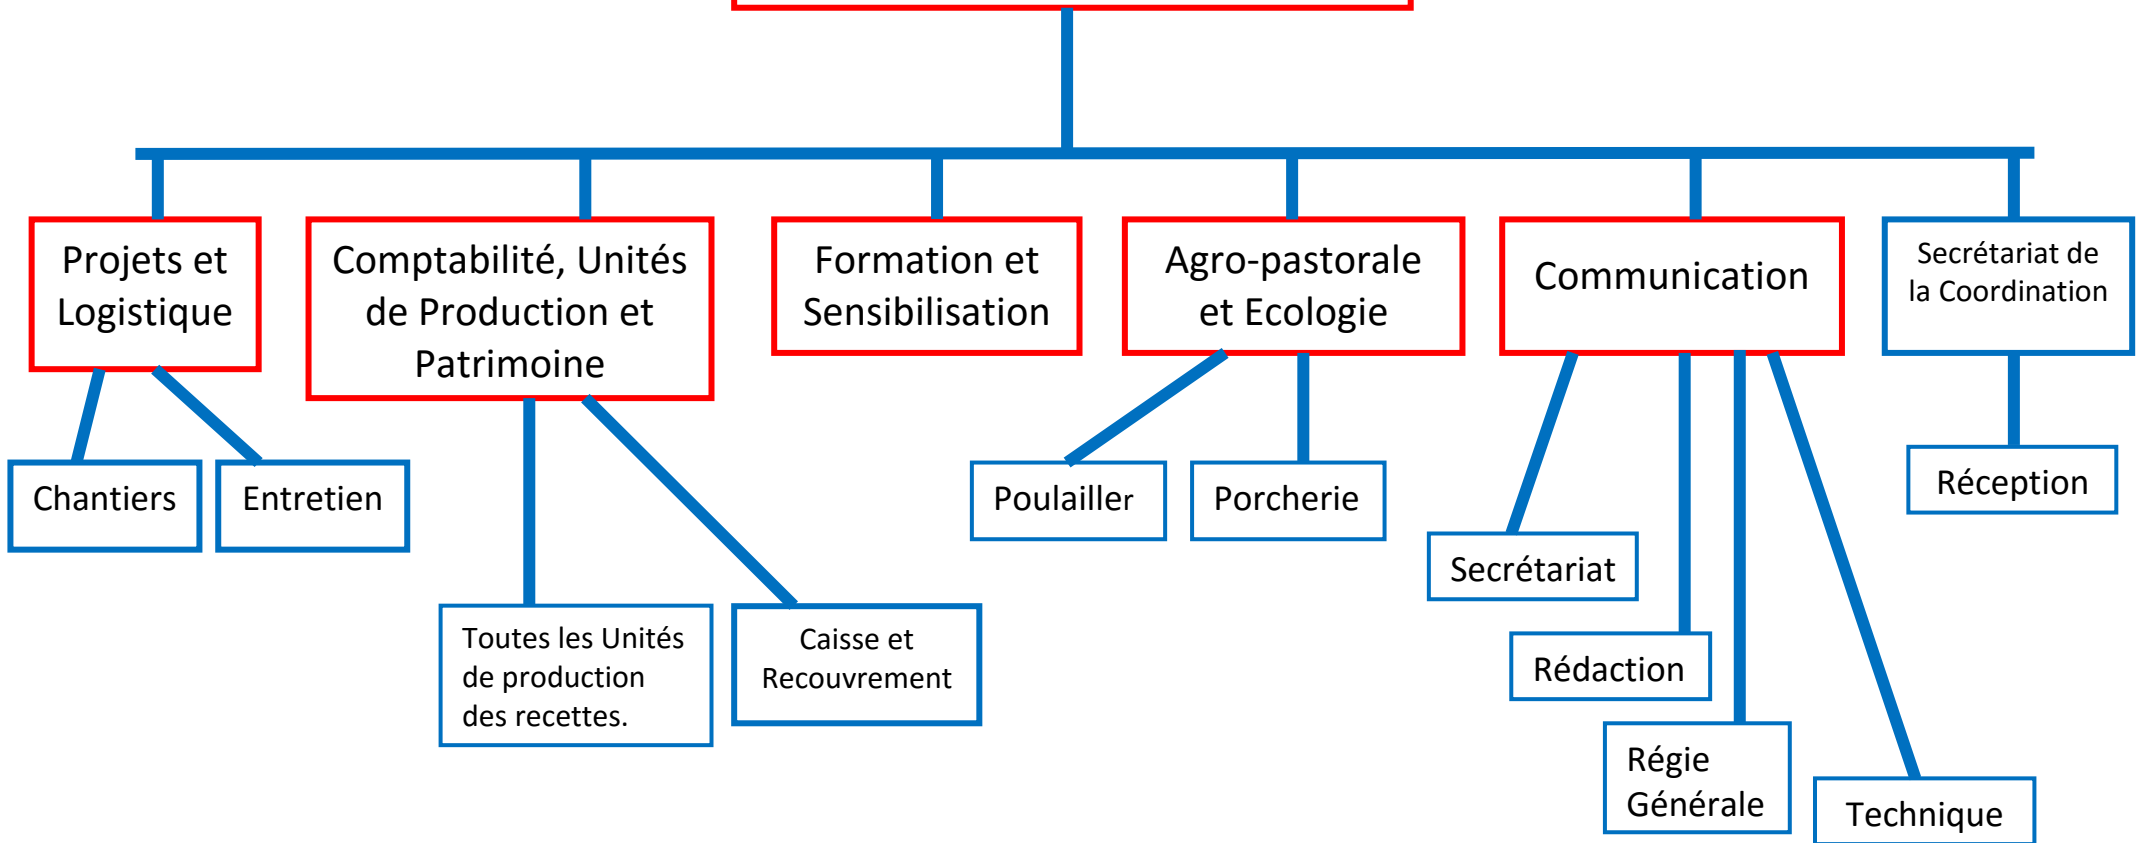 Projets et
Logistique
Comptabilité, Unités
de Production et
Patrimoine
Formation et
Sensibilisation
Agro-pastorale
et Ecologie
Communication
Secrétariat de
la Coordination
Chantiers
Entretien
Poulailler
Porcherie
Réception
Secrétariat
Toutes les Unités
de production
des recettes.
Caisse et
Recouvrement
Rédaction
Régie
Générale
Technique